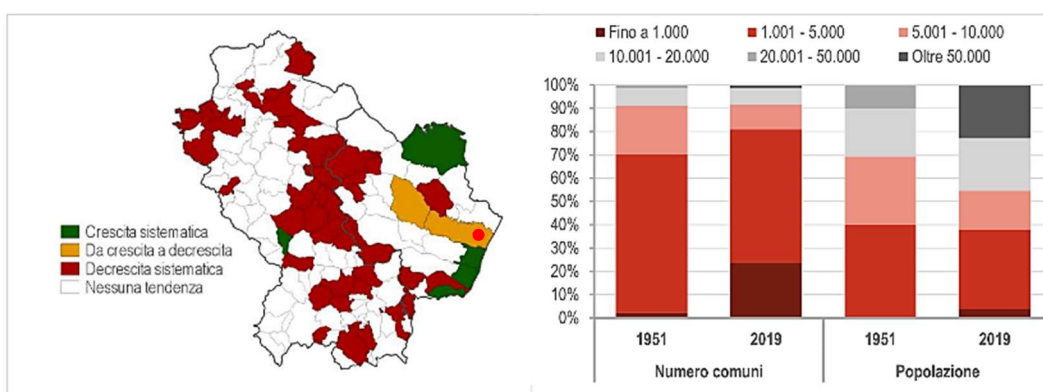 Crescita sistematica
Da crescita a decrescita
Decrescita sistematica
Nessuna tendenza
Fino a 1.000
1.001 - 5.000
5.001 - 10.000
10.001 - 20.000
20.001 - 50.000
Oltre 50.000
100%
90%
80%
70%
60%
50%
40%
30%
20%
10%
0%
1951
2019
1951
2019
Numero comuni
Popolazione